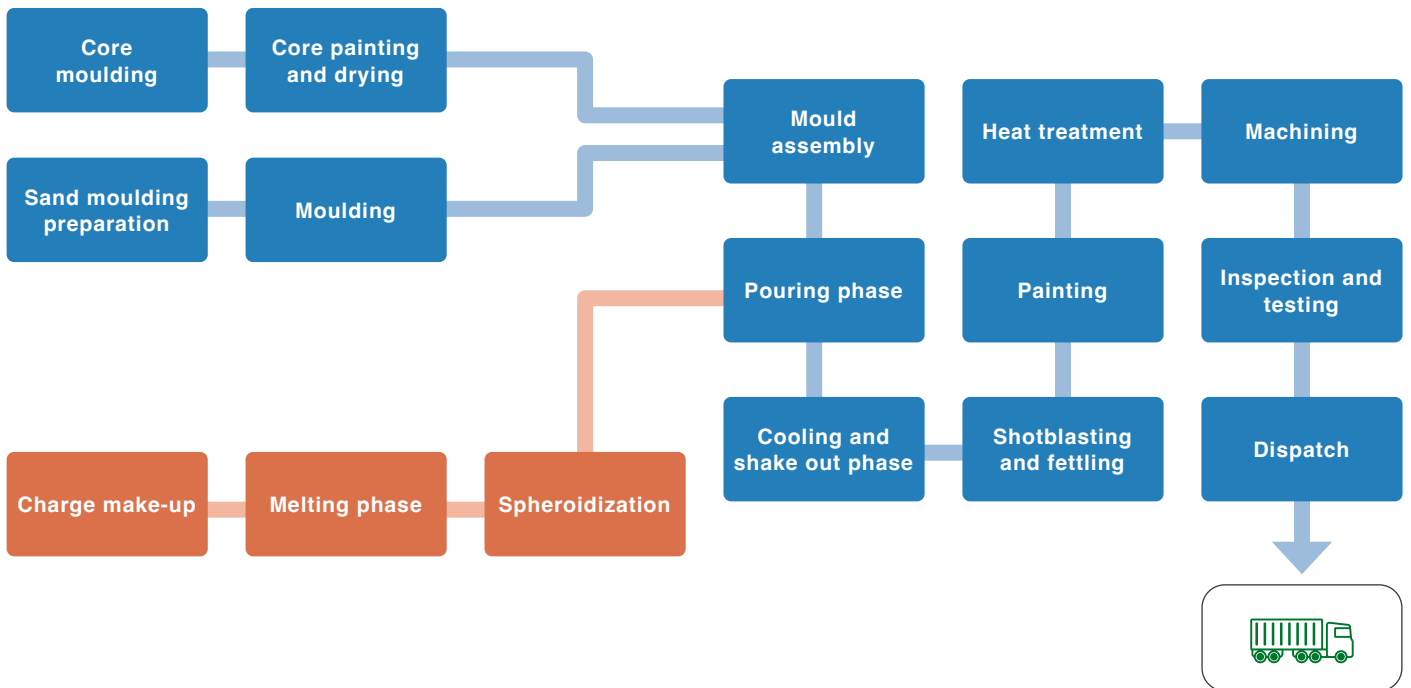 Core
moulding
Core painting
and drying
Sand moulding
preparation
Moulding
Mould
assembly
Heat treatment
Machining
Pouring phase
Painting
Inspection and
testing
Cooling and
shake out phase
Shotblasting
and fettling
Dispatch
Charge make-up
Melting phase
Spheroidization